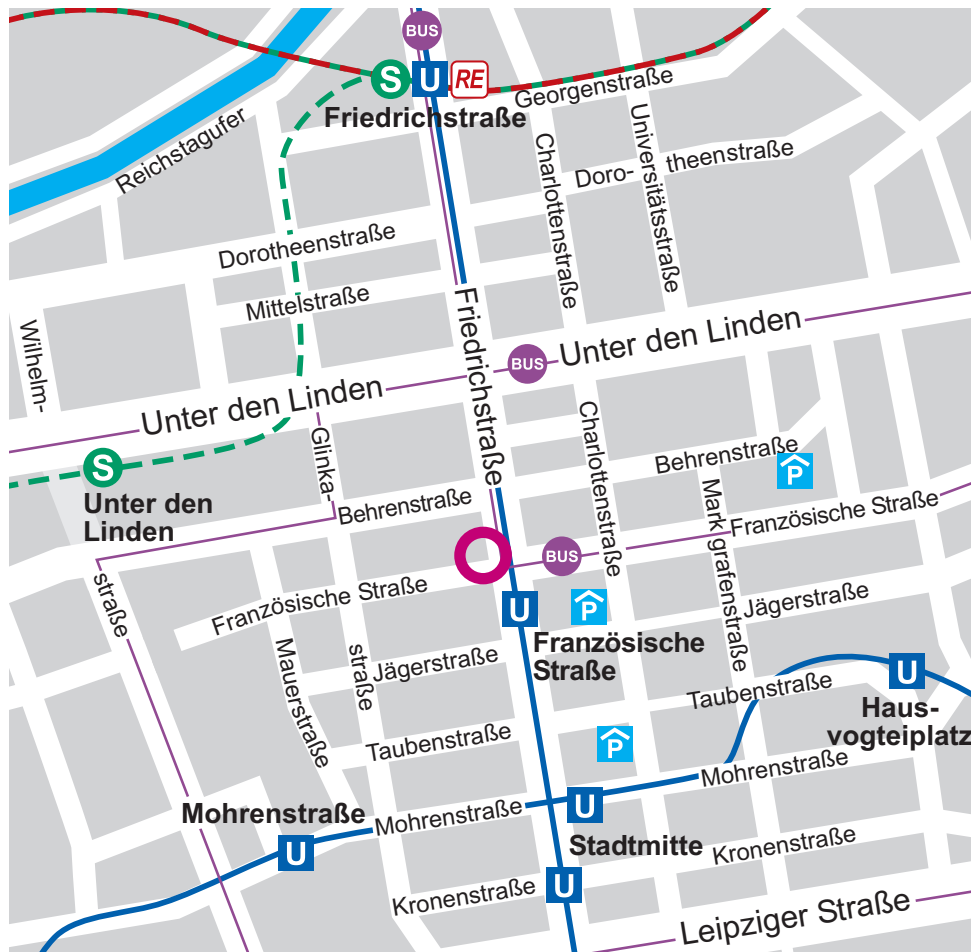 BUS
S
U
RE
Friedrichstraße
Georgenstraße
Reichstagufer
Charlottenstraße
Universitätsstraße
Doro-
theenstraße
Dorotheenstraße
Mittelstraße
Wilhelm-
Friedrichstraße
BUS
Unter den Linden
Unter den Linden
S
Unter den
Linden
Glinka-
Charlottenstraße
Behrenstraße
P
Behrenstraße
Markgrafenstraße
Französische Straße
BUS
straße
Französische Straße
U
P
Jägerstraße
Französische
Straße
Mauerstraße
straße
Jägerstraße
U
Taubenstraße
Haus-
vogteiplatz
Taubenstraße
P
Mohrenstraße
Mohrenstraße
U
Mohrenstraße
U
Stadtmitte
Kronenstraße
Kronenstraße
U
Leipziger Straße